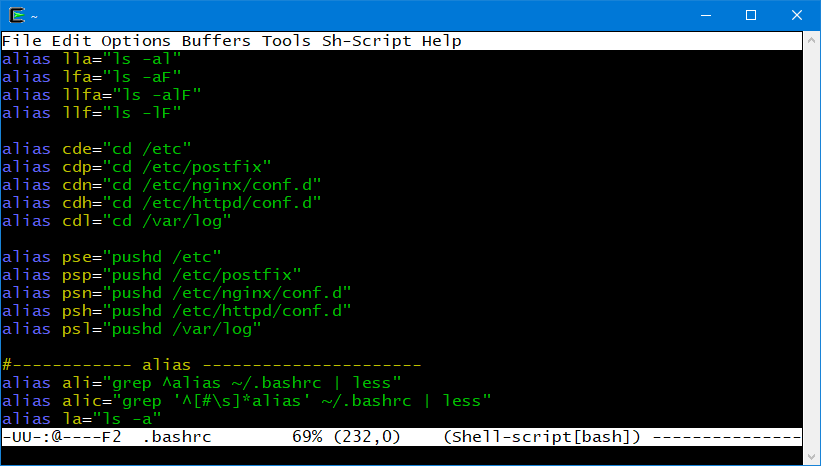 ~
File Edit Options Buffers Tools Sh-Script Help
alias lla="ls -al"
alias lfa="ls -aF"
alias llfa="ls -alF"
alias llf="ls -lF"
alias cde="cd /etc"
alias cdp="cd /etc/postfix"
alias cdn="cd /etc/nginx/conf.d"
alias cdh="cd /etc/httpd/conf.d"
alias cdl="cd /var/log"
alias pse="pushd /etc"
alias psp="pushd /etc/postfix"
alias psn="pushd /etc/nginx/conf.d"
alias psh="pushd /etc/httpd/conf.d"
alias psl="pushd /var/log"
#------------ alias ----------------------
alias ali="grep ^alias ~/.bashrc | less"
alias alic="grep '^[#\s]*alias' ~/.bashrc | less"
alias la="ls -a"
-UU-:@----F2  .bashrc        69% (232,0)    (Shell-script[bash]) ---------------